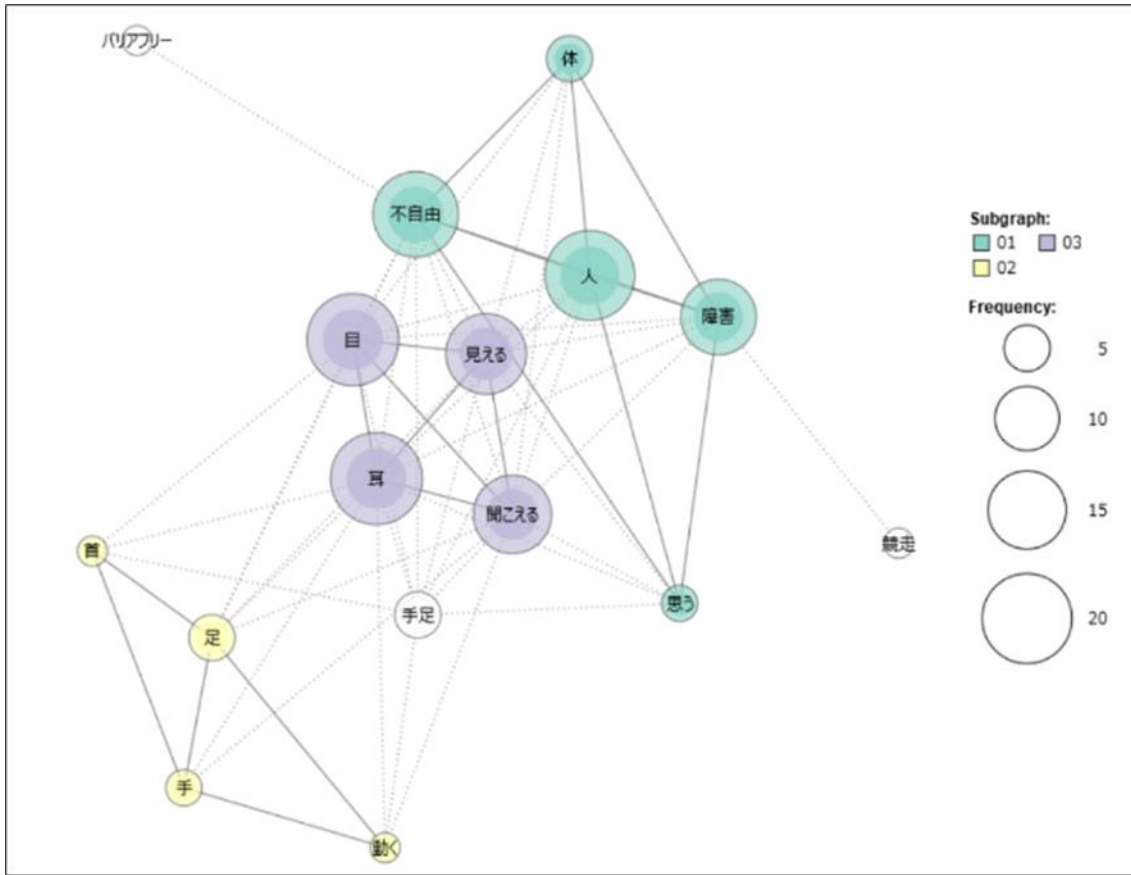 バリアフリー
体
不自由
人
障害
目
見える
耳
聞こえる
首
足
手足
思う
競走
手
動く
Subgraph:
01 03
02
Frequency:
5
10
15
20